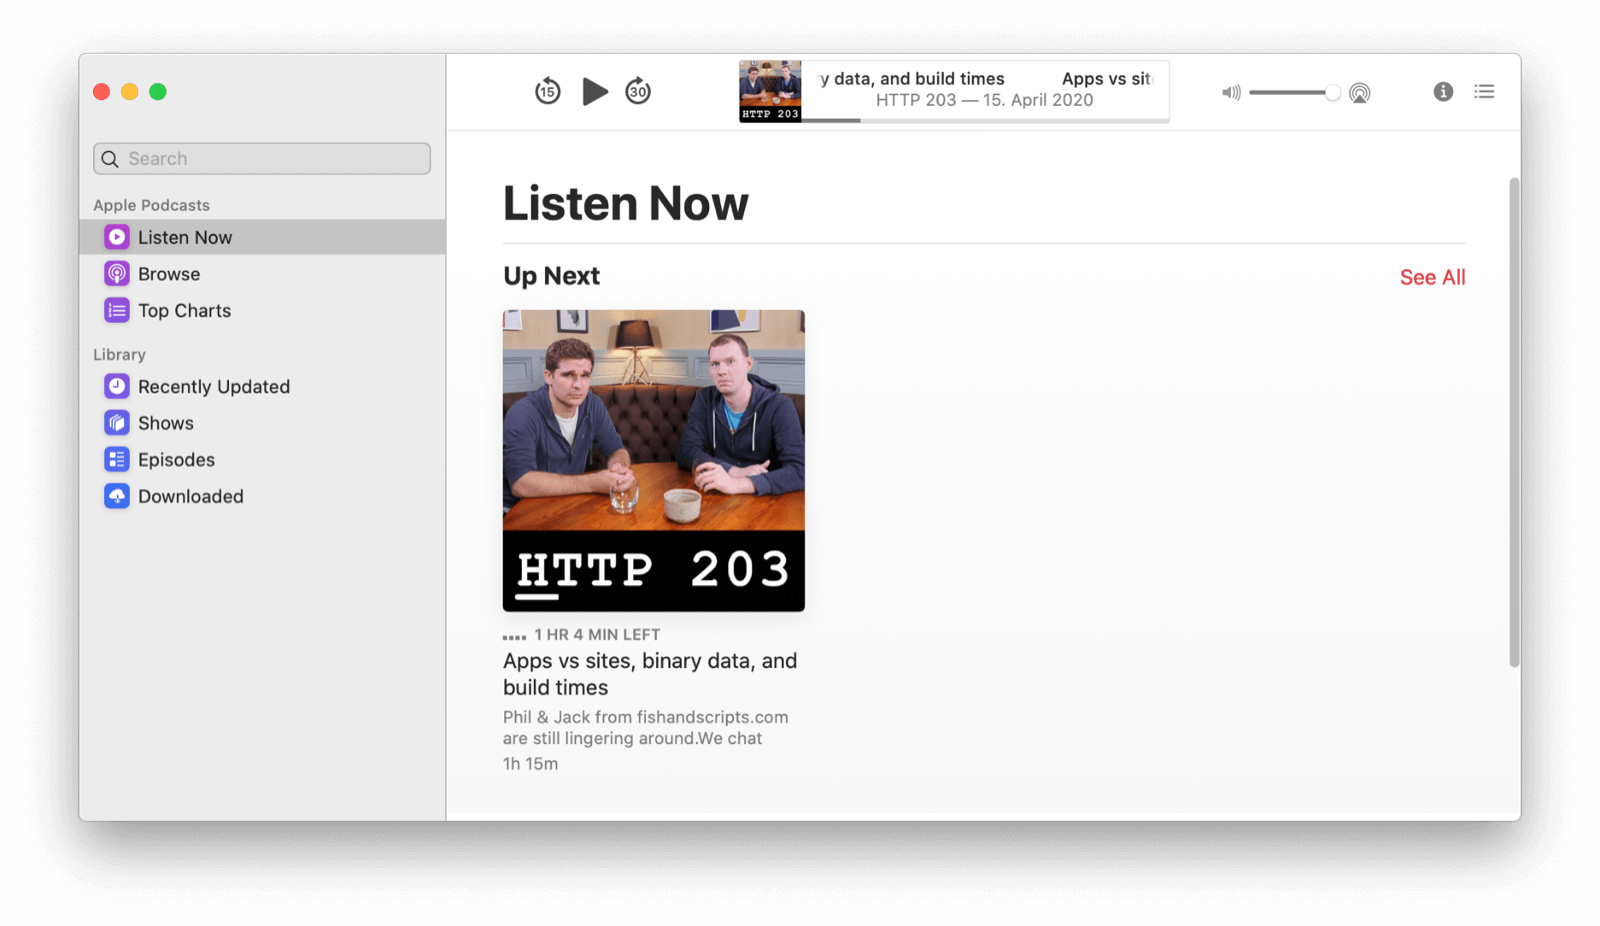 15
30
y data, and build times Apps vs sit
HTTP 203 — 15. April 2020
HTTP 203
Search
Apple Podcasts
Listen Now
Browse
Top Charts
Library
Recently Updated
Shows
Episodes
Downloaded
Listen Now
Up Next
See All
HTTP 203
1 HR 4 MIN LEFT
Apps vs sites, binary data, and
build times
Phil & Jack from fishandscripts.com
are still lingering around.We chat
1h 15m